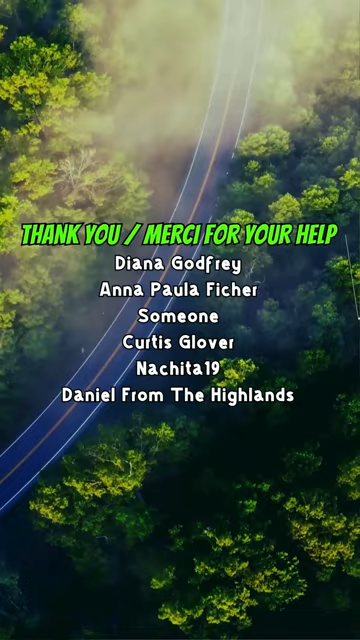 THANK YOU / MERCI FOR YOUR HELP
Diana Godfrey
Anna Paula Ficher
Someone
Curtis Glover
Nachita19
Daniel From The Highlands